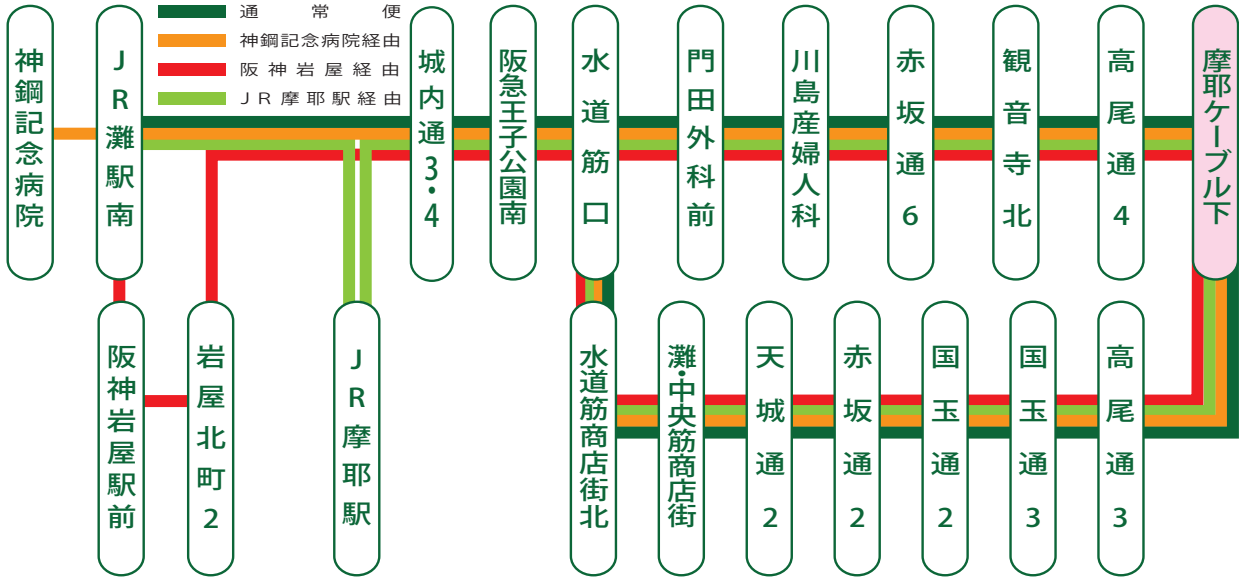 通常便
神鋼記念病院経由
阪神岩屋経由
JR摩耶駅経由
神鋼記念病院
JR灘駅南
城内通3・4
阪急王子公園南
水道筋口
門田外科前
川島産婦人科
赤坂通6
観音寺北
高尾通4
摩耶ケーブル下
阪神岩屋駅前
岩屋北町2
JR摩耶駅
水道筋商店街北
灘・中央筋商店街
天城通2
赤坂通2
国玉通2
国玉通3
高尾通3